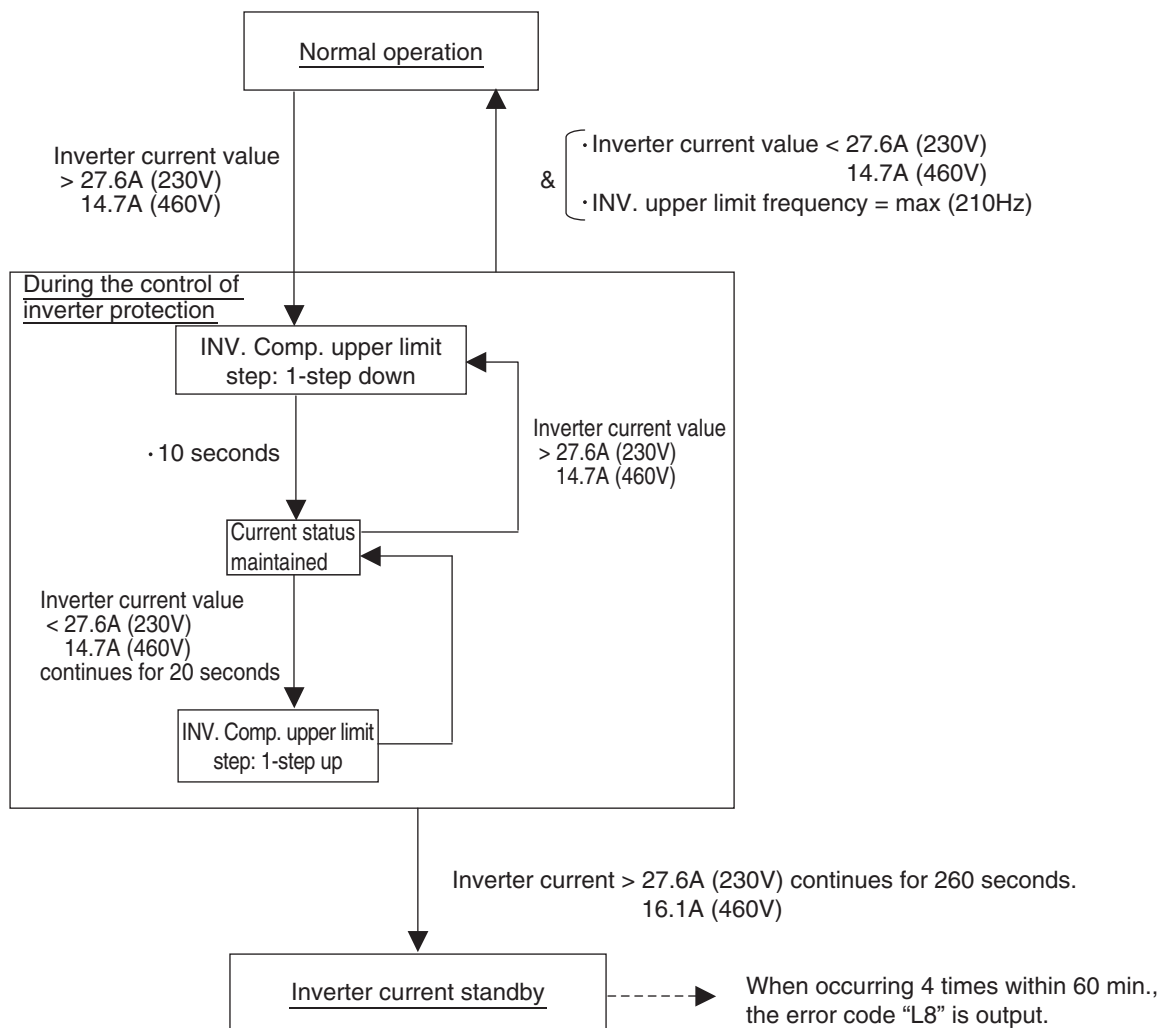 Normal operation
Inverter current value
> 27.6A (230V)
14.7A (460V)
&
・Inverter current value < 27.6A (230V)
14.7A (460V)
・INV. upper limit frequency = max (210Hz)
During the control of
inverter protection
INV. Comp. upper limit
step: 1-step down
・10 seconds
Inverter current value
> 27.6A (230V)
14.7A (460V)
Current status
maintained
Inverter current value
< 27.6A (230V)
14.7A (460V)
continues for 20 seconds
INV. Comp. upper limit
step: 1-step up
Inverter current > 27.6A (230V) continues for 260 seconds.
16.1A (460V)
Inverter current standby
When occurring 4 times within 60 min.,
the error code “L8” is output.